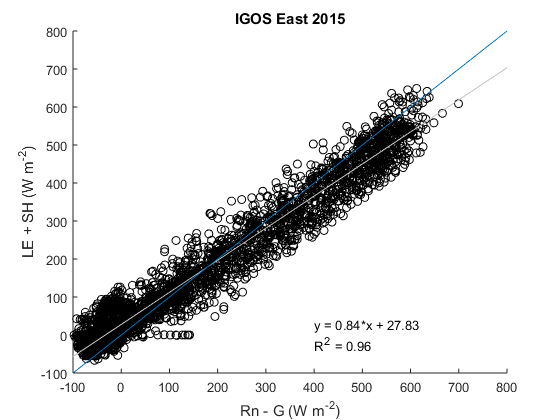 IGOS East 2015
800
700
600
500
400
300
200
100
0
-100
LE + SH (W m⁻²)
y = 0.84*x + 27.83
R² = 0.96
-100 0 100 200 300 400 500 600 700 800
Rn - G (W m⁻²)